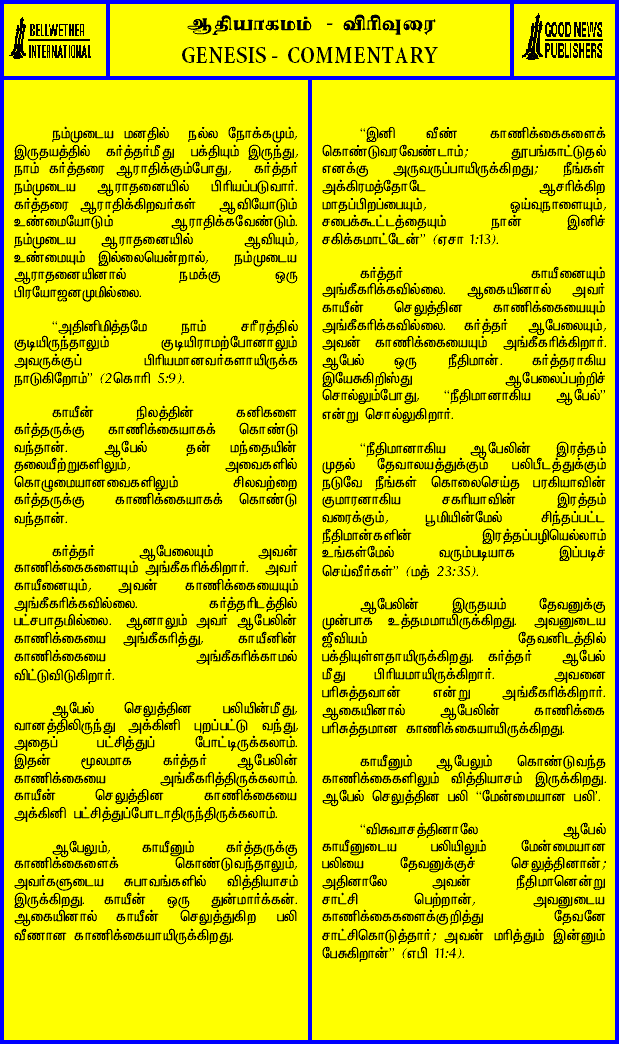 BELLWETHER
INTERNATIONAL
ஆதியாகமம் - விரிவுரை
GENESIS - COMMENTARY
GOOD NEWS
PUBLISHERS
நம்முடைய மனதில் நல்ல நோக்கமும்,
இருதயத்தில் கர்த்தர்மீது பக்தியும் இருந்து,
நாம் கர்த்தரை ஆராதிக்கும்போது, கர்த்தர்
நம்முடைய ஆராதனையில் பிரியப்படுவார்.
கர்த்தரை ஆராதிக்கிறவர்கள் ஆவியோடும்
உண்மையோடும் ஆராதிக்கவேண்டும்.
நம்முடைய ஆராதனையில் ஆவியும்,
உண்மையும் இல்லையென்றால், நம்முடைய
ஆராதனையினால் நமக்கு ஒரு
பிரயோஜனமுமில்லை.
“அதினிமித்தமே நாம் சரீரத்தில்
குடியிருந்தாலும் குடியிராமற்போனாலும்
அவருக்குப் பிரியமானவர்களாயிருக்க
நாடுகிறோம்” (2கொரி 5:9).
காயீன் நிலத்தின் கனிகளை
கர்த்தருக்கு காணிக்கையாகக் கொண்டு
வந்தான். ஆபேல் தன் மந்தையின்
தலையீற்றுகளிலும், அவைகளில்
கொழுமையானவைகளிலும் சிலவற்றை
கர்த்தருக்கு காணிக்கையாகக் கொண்டு
வந்தான்.
கர்த்தர் ஆபேலையும் அவன்
காணிக்கைகளையும் அங்கீகரிக்கிறார். அவர்
காயீனையும், அவன் காணிக்கையையும்
அங்கீகரிக்கவில்லை. கர்த்தரிடத்தில்
பட்சபாதமில்லை. ஆனாலும் அவர் ஆபேலின்
காணிக்கையை அங்கீகரித்து, காயீனின்
காணிக்கையை அங்கீகரிக்காமல்
விட்டுவிடுகிறார்.
ஆபேல் செலுத்தின பலியின்மீது,
வானத்திலிருந்து அக்கினி புறப்பட்டு வந்து,
அதைப் பட்சித்துப் போட்டிருக்கலாம்.
இதன் மூலமாக கர்த்தர் ஆபேலின்
காணிக்கையை அங்கீகரித்திருக்கலாம்.
காயீன் செலுத்தின காணிக்கையை
அக்கினி பட்சித்துப்போடாதிருந்திருக்கலாம்.
ஆபேலும், காயீனும் கர்த்தருக்கு
காணிக்கைகளைக் கொண்டுவந்தாலும்,
அவர்களுடைய சுபாவங்களில் வித்தியாசம்
இருக்கிறது. காயீன் ஒரு துன்மார்க்கன்.
ஆகையினால் காயீன் செலுத்துகிற பலி
வீணான காணிக்கையாயிருக்கிறது.
“இனி வீண் காணிக்கைகளைக்
கொண்டுவரவேண்டாம்; தூபங்காட்டுதல்
எனக்கு அருவருப்பாயிருக்கிறது; நீங்கள்
அக்கிரமத்தோடே ஆசரிக்கிற
மாதப்பிறப்பையும், ஓய்வுநாளையும்,
சபைக்கூட்டத்தையும் நான் இனிச்
சகிக்கமாட்டேன்” (ஏசா 1:13).
கர்த்தர் காயீனையும்
அங்கீகரிக்கவில்லை. ஆகையினால் அவர்
காயீன் செலுத்தின காணிக்கையையும்
அங்கீகரிக்கவில்லை. கர்த்தர் ஆபேலையும்,
அவன் காணிக்கையையும் அங்கீகரிக்கிறார்.
ஆபேல் ஒரு நீதிமான். கர்த்தராகிய
இயேசுகிறிஸ்து ஆபேலைப்பற்றிச்
சொல்லும்போது, “நீதிமானாகிய ஆபேல்”
என்று சொல்லுகிறார்.
“நீதிமானாகிய ஆபேலின் இரத்தம்
முதல் தேவாலயத்துக்கும் பலிபீடத்துக்கும்
நடுவே நீங்கள் கொலைசெய்த பரகியாவின்
குமாரனாகிய சகரியாவின் இரத்தம்
வரைக்கும், பூமியின்மேல் சிந்தப்பட்ட
நீதிமான்களின் இரத்தப்பழியெல்லாம்
உங்கள்மேல் வரும்படியாக இப்படிச்
செய்வீர்கள்” (மத் 23:35).
ஆபேலின் இருதயம் தேவனுக்கு
முன்பாக உத்தமமாயிருக்கிறது. அவனுடைய
ஜீவியம் தேவனிடத்தில்
பக்தியுள்ளதாயிருக்கிறது. கர்த்தர் ஆபேல்
மீது பிரியமாயிருக்கிறார். அவனை
பரிசுத்தவான் என்று அங்கீகரிக்கிறார்.
ஆகையினால் ஆபேலின் காணிக்கை
பரிசுத்தமான காணிக்கையாயிருக்கிறது.
காயீனும் ஆபேலும் கொண்டுவந்த
காணிக்கைகளிலும் வித்தியாசம் இருக்கிறது.
ஆபேல் செலுத்தின பலி “மேன்மையான பலி”.
“விசுவாசத்தினாலே ஆபேல்
காயீனுடைய பலியிலும் மேன்மையான
பலியை தேவனுக்குச் செலுத்தினான்;
அதினாலே அவன் நீதிமானென்று
சாட்சி பெற்றான், அவனுடைய
காணிக்கைகளைக்குறித்து தேவனே
சாட்சிகொடுத்தார்; அவன் மரித்தும் இன்னும்
பேசுகிறான்” (எபி 11:4).